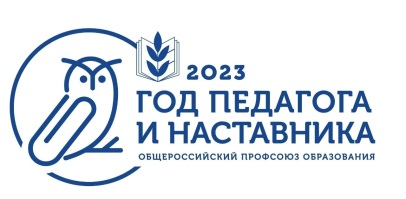 2023
ГОД ПЕДАГОГА
И НАСТАВНИКА
ОБЩЕРОССИЙСКИЙ ПРОФСОЮЗ ОБРАЗОВАНИЯ